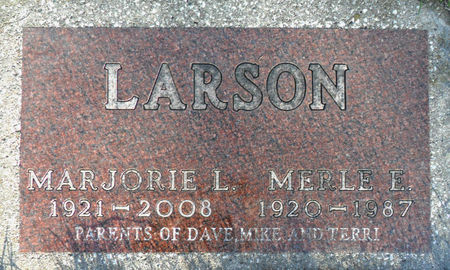 LARSON
MARJORIE L. MERLE E.
1921–2008 1920–1987
PARENTS OF DAVE, MIKE AND TERRI